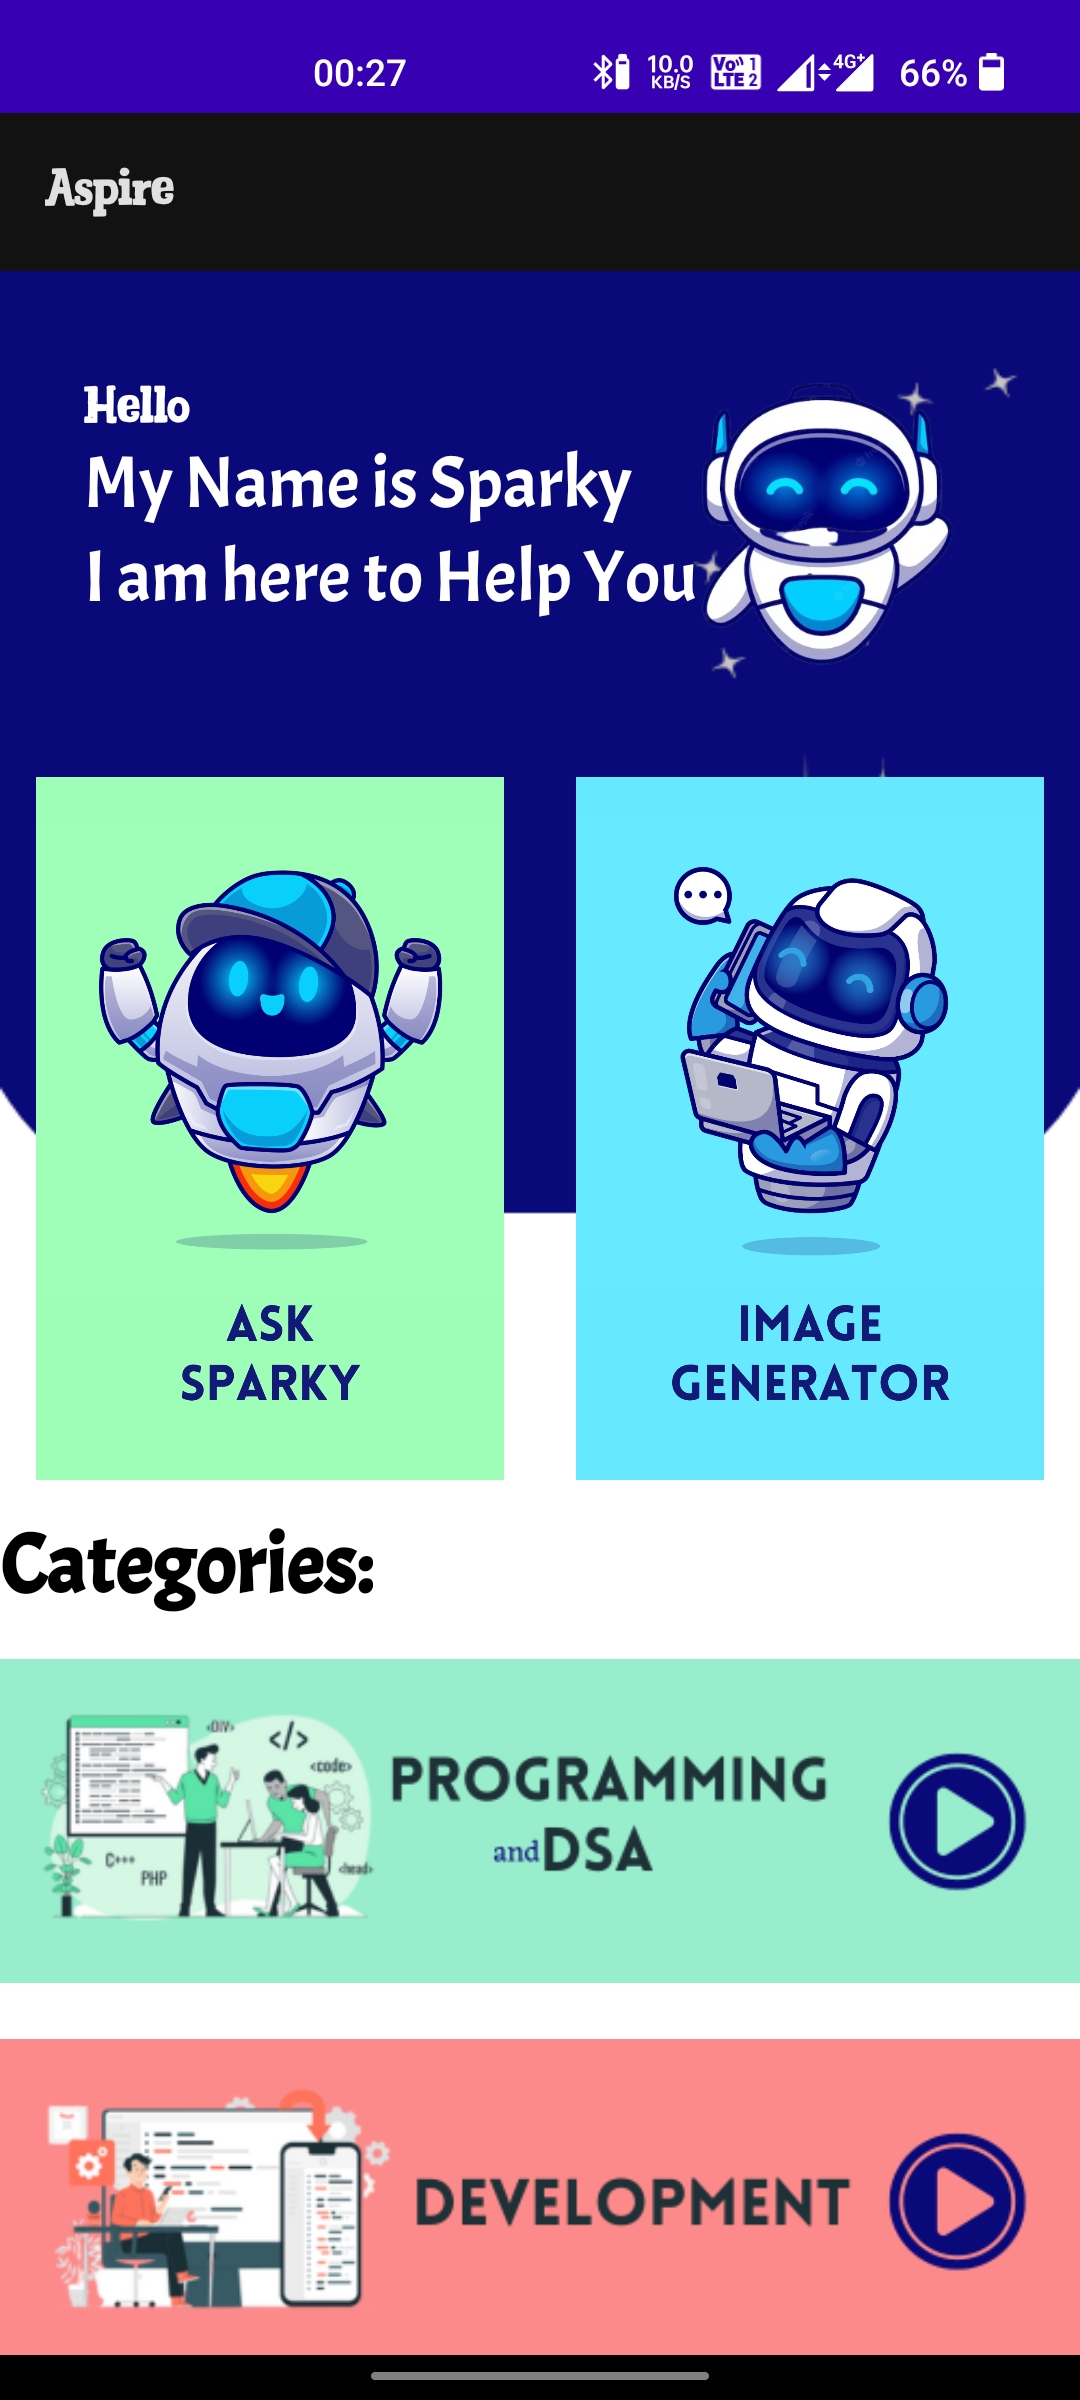 00:27
10.0
KB/S
Vo 1
LTE 2
4G+
66%
Aspire
Hello
My Name is Sparky
I am here to Help You
ASK
SPARKY
IMAGE
GENERATOR
Categories:
<DIV>
</>
<code>
C+++
PHP
<head>
PROGRAMMING
and DSA
DEVELOPMENT